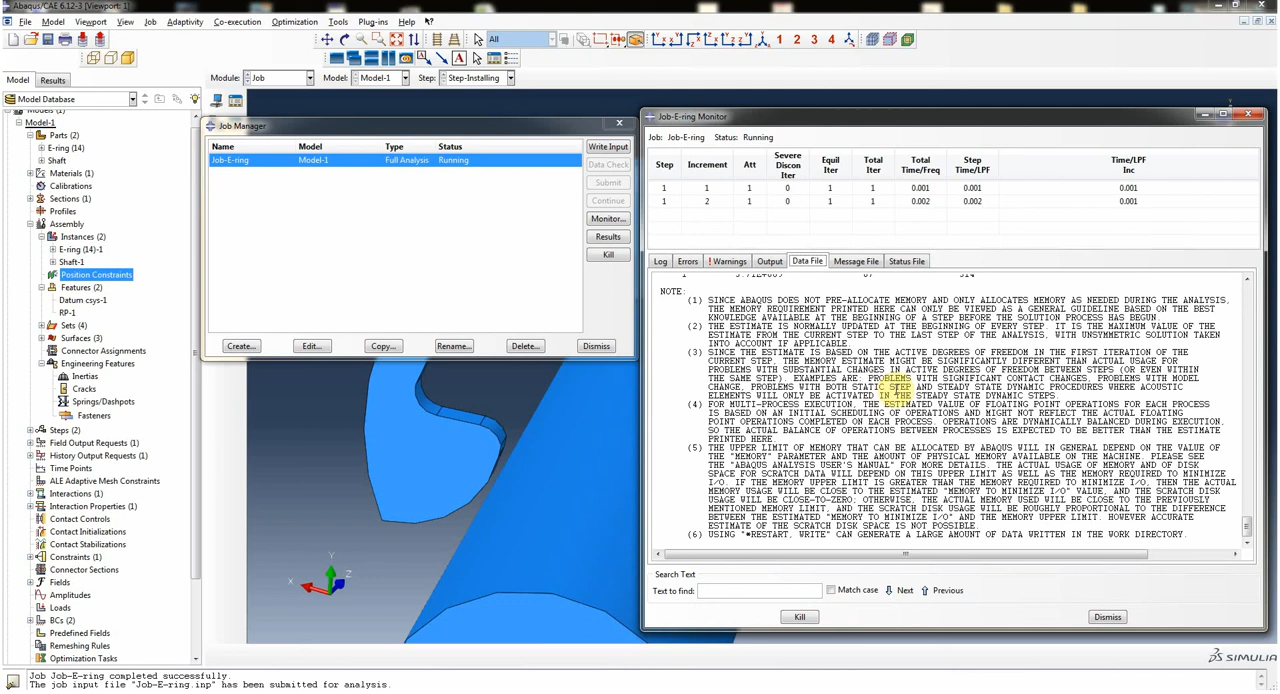 Abaqus/CAE 6.12-3 [Viewport: 1]
File Model Viewport View Job Adaptivity Co-execution Optimization Tools Plug-ins Help
All
1 2 3 4
Model Results
Module: Job Model: Model-1 Step: Step-Installing
Model Database
Models (1)
Model-1
Parts (2)
E-ring (14)
Shaft
Materials (1)
Calibrations
Sections (1)
Profiles
Assembly
Instances (2)
E-ring (14)-1
Shaft-1
Position Constraints
Features (2)
Datum csys-1
RP-1
Sets (4)
Surfaces (3)
Connector Assignments
Engineering Features
Inertias
Cracks
Springs/Dashpots
Fasteners
Steps (2)
Field Output Requests (1)
History Output Requests (1)
Time Points
ALE Adaptive Mesh Constraints
Interactions (1)
Interaction Properties (1)
Contact Controls
Contact Initializations
Contact Stabilizations
Constraints (1)
Connector Sections
Fields
Amplitudes
Loads
BCs (2)
Predefined Fields
Remeshing Rules
Optimization Tasks
Job Manager
Name Model Type Status
Job-E-ring Model-1 Full Analysis Running
Write Input
Data Check
Submit
Continue
Monitor...
Results
Kill
Create... Edit... Copy... Rename... Delete... Dismiss
Job-E-ring Monitor
Job: Job-E-ring Status: Running
Step Increment Att Severe Discon Iter Equil Iter Total Iter Total Time/Freq Step Time/LPF Time/LPF Inc
1 1 1 0 1 1 0.001 0.001 0.001
1 2 1 0 1 1 0.002 0.002 0.001
Log Errors ! Warnings Output Data File Message File Status File
NOTE:
(1) SINCE ABAQUS DOES NOT PRE-ALLOCATE MEMORY AND ONLY ALLOCATES MEMORY AS NEEDED DURING THE ANALYSIS,
THE MEMORY REQUIREMENT PRINTED HERE CAN ONLY BE VIEWED AS A GENERAL GUIDELINE BASED ON THE BEST
KNOWLEDGE AVAILABLE AT THE BEGINNING OF A STEP BEFORE THE SOLUTION PROCESS HAS BEGUN.
(2) THE ESTIMATE IS NORMALLY UPDATED AT THE BEGINNING OF EVERY STEP. IT IS THE MAXIMUM VALUE OF THE
ESTIMATE FROM THE CURRENT STEP TO THE LAST STEP OF THE ANALYSIS, WITH UNSYMMETRIC SOLUTION TAKEN
INTO ACCOUNT IF APPLICABLE.
(3) SINCE THE ESTIMATE IS BASED ON THE ACTIVE DEGREES OF FREEDOM IN THE FIRST ITERATION OF THE
CURRENT STEP, THE MEMORY ESTIMATE MIGHT BE SIGNIFICANTLY DIFFERENT THAN ACTUAL USAGE FOR
PROBLEMS WITH SUBSTANTIAL CHANGES IN ACTIVE DEGREES OF FREEDOM BETWEEN STEPS (OR EVEN WITHIN
THE SAME STEP). EXAMPLES ARE: PROBLEMS WITH SIGNIFICANT CONTACT CHANGES, PROBLEMS WITH MODEL
CHANGE, PROBLEMS WITH BOTH STATIC STEP AND STEADY STATE DYNAMIC PROCEDURES WHERE ACOUSTIC
ELEMENTS WILL ONLY BE ACTIVATED IN THE STEADY STATE DYNAMIC STEPS.
(4) FOR MULTI-PROCESS EXECUTION, THE ESTIMATED VALUE OF FLOATING POINT OPERATIONS FOR EACH PROCESS
IS BASED ON AN INITIAL SCHEDULING OF OPERATIONS AND MIGHT NOT REFLECT THE ACTUAL FLOATING
POINT OPERATIONS COMPLETED ON EACH PROCESS. OPERATIONS ARE DYNAMICALLY BALANCED DURING EXECUTION,
SO THE ACTUAL BALANCE OF OPERATIONS BETWEEN PROCESSES IS EXPECTED TO BE BETTER THAN THE ESTIMATE
PRINTED HERE.
(5) THE UPPER LIMIT OF MEMORY THAT CAN BE ALLOCATED BY ABAQUS WILL IN GENERAL DEPEND ON THE VALUE OF
THE "MEMORY" PARAMETER AND THE AMOUNT OF PHYSICAL MEMORY AVAILABLE ON THE MACHINE. PLEASE SEE
THE "ABAQUS ANALYSIS USER'S MANUAL" FOR MORE DETAILS. THE ACTUAL USAGE OF MEMORY AND OF DISK
SPACE FOR SCRATCH DATA WILL DEPEND ON THIS UPPER LIMIT AS WELL AS THE MEMORY REQUIRED TO MINIMIZE
I/O. IF THE MEMORY UPPER LIMIT IS GREATER THAN THE MEMORY REQUIRED TO MINIMIZE I/O, THEN THE ACTUAL
MEMORY USAGE WILL BE CLOSE TO THE ESTIMATED "MEMORY TO MINIMIZE I/O" VALUE, AND THE SCRATCH DISK
USAGE WILL BE CLOSE-TO-ZERO; OTHERWISE, THE ACTUAL MEMORY USED WILL BE CLOSE TO THE PREVIOUSLY
MENTIONED MEMORY LIMIT, AND THE SCRATCH DISK USAGE WILL BE ROUGHLY PROPORTIONAL TO THE DIFFERENCE
BETWEEN THE ESTIMATED "MEMORY TO MINIMIZE I/O" AND THE MEMORY UPPER LIMIT. HOWEVER ACCURATE
ESTIMATE OF THE SCRATCH DISK SPACE IS NOT POSSIBLE.
(6) USING "*RESTART, WRITE" CAN GENERATE A LARGE AMOUNT OF DATA WRITTEN IN THE WORK DIRECTORY.
Search Text
Text to find: Match case Next Previous
Kill Dismiss
Y
X
Z
SIMULIA
Job Job-E-ring completed successfully.
The job input file "Job-E-ring.inp" has been submitted for analysis.